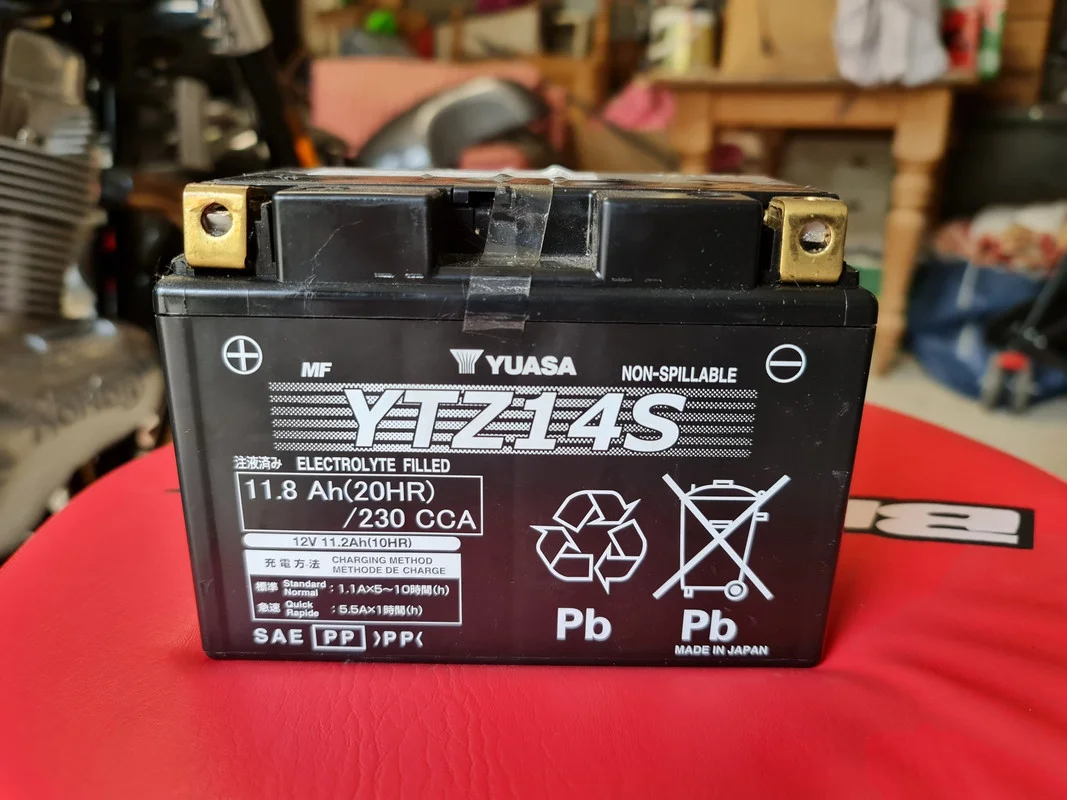 MF
YUASA
NON-SPILLABLE
YTZ14S
注液済み ELECTROLYTE FILLED
11.8 Ah(20HR)
/230 CCA
12V 11.2Ah(10HR)
充電方法 CHARGING METHOD
MÉTHODE DE CHARGE
標準 Standard Normal : 1.1A×5~10時間(h)
急速 Quick Rapide : 5.5A×1時間(h)
SAE PP >PP<
Pb
Pb
MADE IN JAPAN